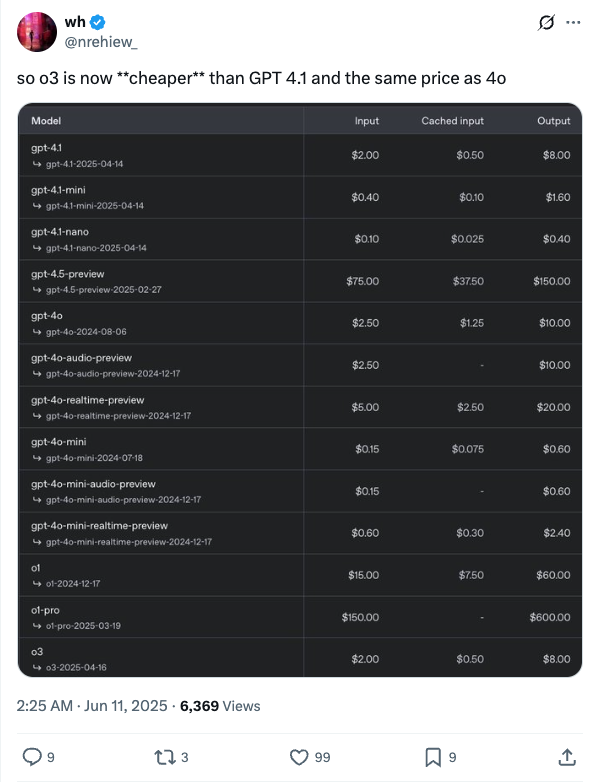 wh
@nrehiew_
so o3 is now **cheaper** than GPT 4.1 and the same price as 4o
Model Input Cached input Output
gpt-4.1
↳ gpt-4.1-2025-04-14 $2.00 $0.50 $8.00
gpt-4.1-mini
↳ gpt-4.1-mini-2025-04-14 $0.40 $0.10 $1.60
gpt-4.1-nano
↳ gpt-4.1-nano-2025-04-14 $0.10 $0.025 $0.40
gpt-4.5-preview
↳ gpt-4.5-preview-2025-02-27 $75.00 $37.50 $150.00
gpt-4o
↳ gpt-4o-2024-08-06 $2.50 $1.25 $10.00
gpt-4o-audio-preview
↳ gpt-4o-audio-preview-2024-12-17 $2.50 - $10.00
gpt-4o-realtime-preview
↳ gpt-4o-realtime-preview-2024-12-17 $5.00 $2.50 $20.00
gpt-4o-mini
↳ gpt-4o-mini-2024-07-18 $0.15 $0.075 $0.60
gpt-4o-mini-audio-preview
↳ gpt-4o-mini-audio-preview-2024-12-17 $0.15 - $0.60
gpt-4o-mini-realtime-preview
↳ gpt-4o-mini-realtime-preview-2024-12-17 $0.60 $0.30 $2.40
o1
↳ o1-2024-12-17 $15.00 $7.50 $60.00
o1-pro
↳ o1-pro-2025-03-19 $150.00 - $600.00
o3
↳ o3-2025-04-16 $2.00 $0.50 $8.00
2:25 AM · Jun 11, 2025 · 6,369 Views
9 3 99 9